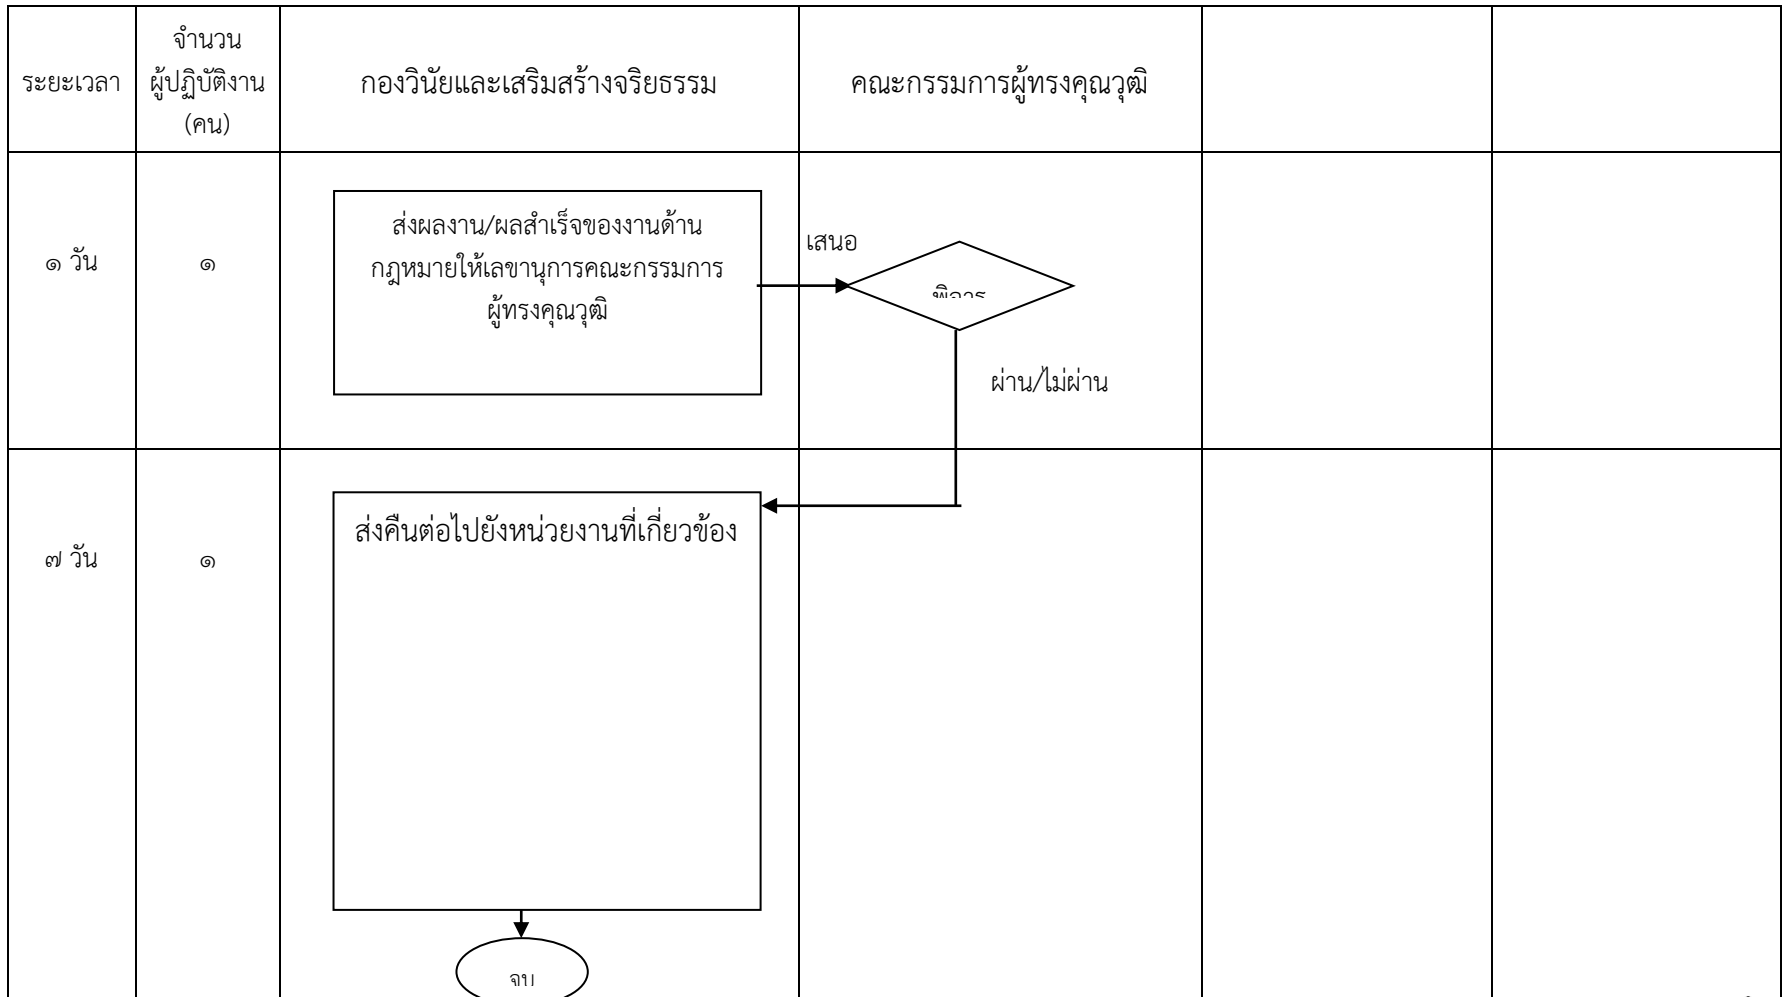 ระยะเวลา
จำนวน
ผู้ปฏิบัติงาน
(คน)
กองวินัยและเสริมสร้างจริยธรรม
คณะกรรมการผู้ทรงคุณวุฒิ
๑ วัน
๑
ส่งผลงาน/ผลสำเร็จของงานด้าน
กฎหมายให้เลขานุการคณะกรรมการ
ผู้ทรงคุณวุฒิ
เสนอ
พิจาร
ผ่าน/ไม่ผ่าน
๗ วัน
๑
ส่งคืนต่อไปยังหน่วยงานที่เกี่ยวข้อง
จบ